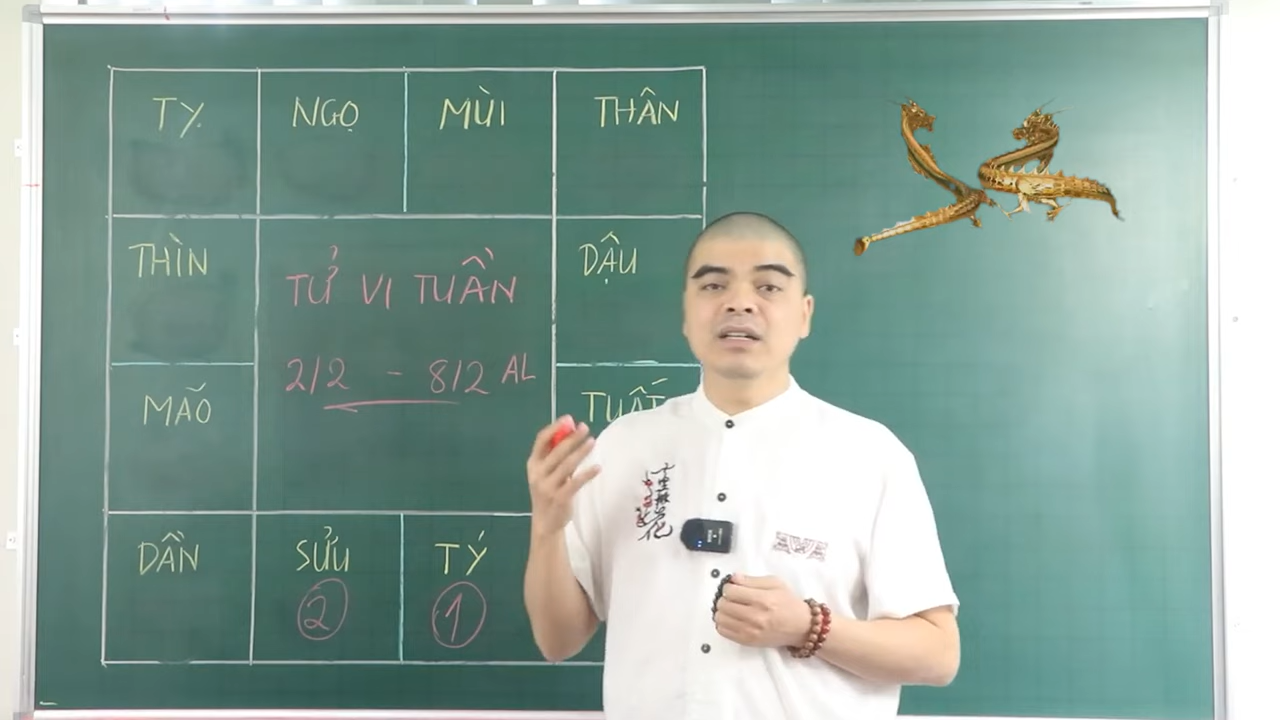 TỴ NGỌ MÙI THÂN
THÌN DẬU
TỬ VI TUẦN
2/2 - 8/2 AL
MÃO TUẤT
DẦN SỬU TÝ
2 1